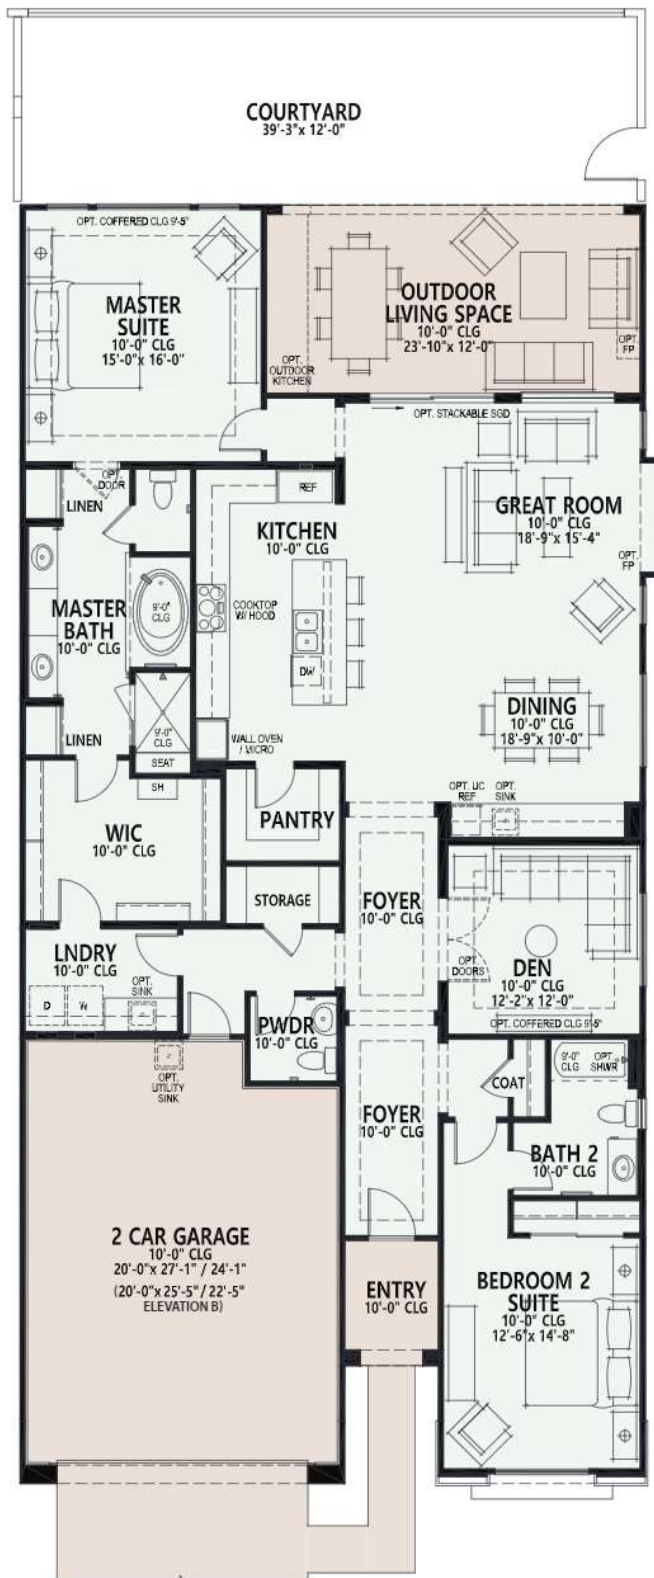 COURTYARD
39'-3"x 12'-0"
OPT. COFFERED CLG 9'-5"
MASTER
SUITE
10'-0" CLG
15'-0"x 16'-0"
OUTDOOR
LIVING SPACE
10'-0" CLG
23'-10"x 12'-0"
OPT.
FP
OPT.
OUTDOOR
KITCHEN
OPT. STACKABLE SGD
OPT.
DOOR
LINEN
REF
KITCHEN
10'-0" CLG
GREAT ROOM
10'-0" CLG
18'-9"x 15'-4"
OPT.
FP
MASTER
BATH
10'-0" CLG
9'-0"
CLG
COOKTOP
W/ HOOD
DW
DINING
10'-0" CLG
18'-9"x 10'-0"
LINEN
9'-0"
CLG
SEAT
WALL OVEN
/ MICRO
OPT. UC
REF
OPT.
SINK
SH
WIC
10'-0" CLG
PANTRY
STORAGE
FOYER
10'-0" CLG
LNDRY
10'-0" CLG
OPT.
SINK
D
W
OPT.
DOORS
DEN
10'-0" CLG
12'-2"x 12'-0"
OPT. COFFERED CLG 9'-5"
PWDR
10'-0" CLG
OPT.
UTILITY
SINK
COAT
9'-0"
CLG
OPT.
SHWR
FOYER
10'-0" CLG
BATH 2
10'-0" CLG
2 CAR GARAGE
10'-0" CLG
20'-0"x 27'-1" / 24'-1"
(20'-0"x 25'-5" / 22'-5"
ELEVATION B)
ENTRY
10'-0" CLG
BEDROOM 2
SUITE
10'-0" CLG
12'-6"x 14'-8"